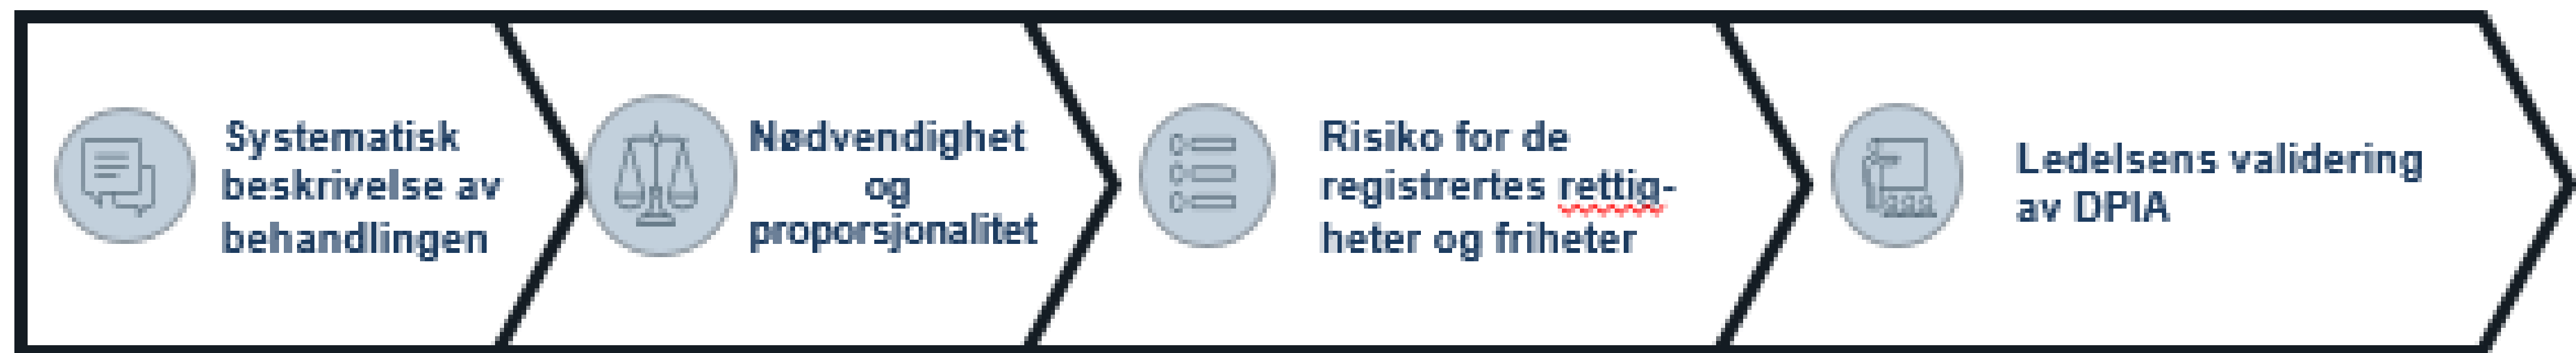 Systematisk
beskrivelse av
behandlingen
Nødvendighet
og
proporsjonalitet
Risiko for de
registrertes rettig-
heter og friheter
Ledelsens validering
av DPIA